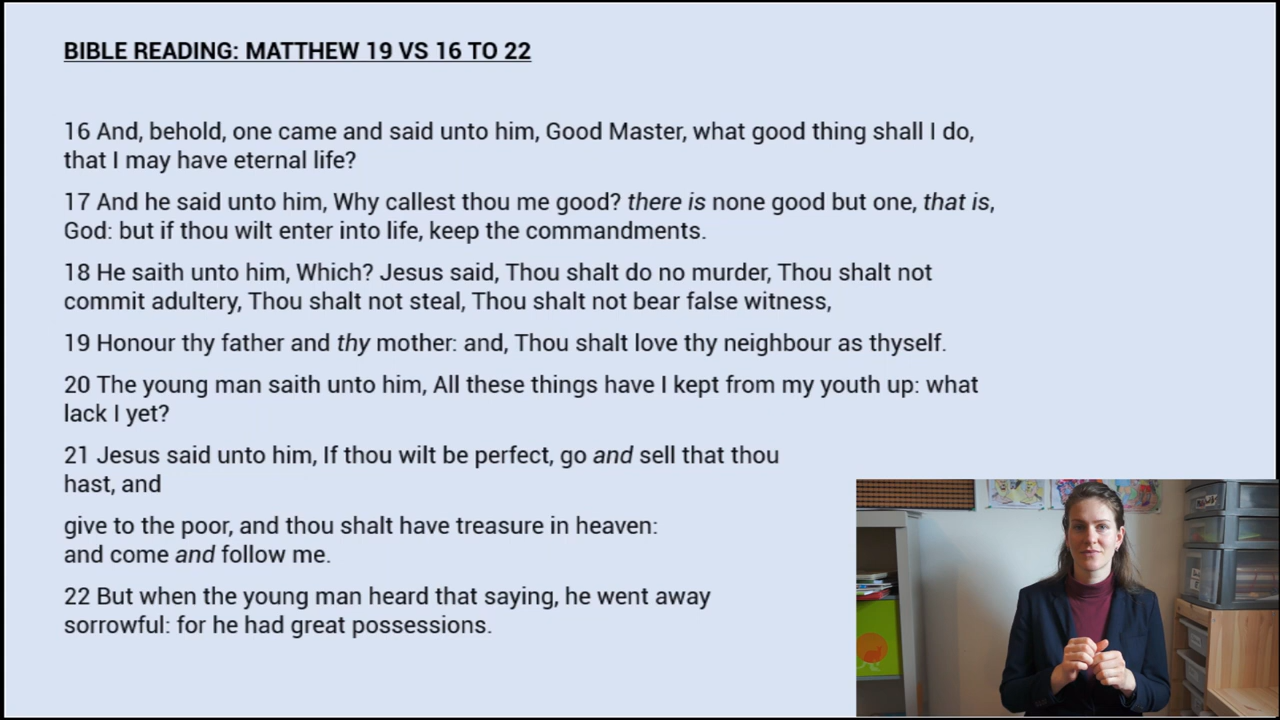 BIBLE READING: MATTHEW 19 VS 16 TO 22
16 And, behold, one came and said unto him, Good Master, what good thing shall I do,
that I may have eternal life?
17 And he said unto him, Why callest thou me good? there is none good but one, that is,
God: but if thou wilt enter into life, keep the commandments.
18 He saith unto him, Which? Jesus said, Thou shalt do no murder, Thou shalt not
commit adultery, Thou shalt not steal, Thou shalt not bear false witness,
19 Honour thy father and thy mother: and, Thou shalt love thy neighbour as thyself.
20 The young man saith unto him, All these things have I kept from my youth up: what
lack I yet?
21 Jesus said unto him, If thou wilt be perfect, go and sell that thou
hast, and
give to the poor, and thou shalt have treasure in heaven:
and come and follow me.
22 But when the young man heard that saying, he went away
sorrowful: for he had great possessions.